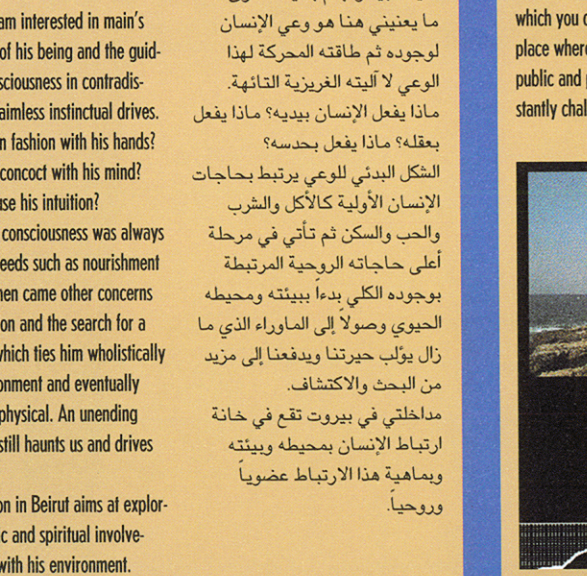 am interested in main's
of his being and the guid-
sciousness in contradis-
aimless instinctual drives.
n fashion with his hands?
concoct with his mind?
use his intuition?
consciousness was always
eeds such as nourishment
hen came other concerns
on and the search for a
which ties him wholistically
onment and eventually
physical. An unending
still haunts us and drives
on in Beirut aims at explor-
ic and spiritual involve-
with his environment.
ما يعنيني هنا هو وعي الإنسان
لوجوده ثم طاقته المحركة لهذا
الوعي لا آليته الغريزية التائهة.
ماذا يفعل الإنسان بيديه؟ ماذا يفعل
بعقله؟ ماذا يفعل بحدسه؟
الشكل البدئي للوعي يرتبط بحاجات
الإنسان الأولية كالأكل والشرب
والحب والسكن ثم تأتي في مرحلة
أعلى حاجاته الروحية المرتبطة
بوجوده الكلي بدءاً ببيئته ومحيطه
الحيوي وصولاً إلى الماوراء الذي ما
زال يؤلب حيرتنا ويدفعنا إلى مزيد
من البحث والاكتشاف.
مداخلتي في بيروت تقع في خانة
ارتباط الإنسان بمحيطه وبيئته
وبماهية هذا الارتباط عضوياً
وروحياً.
which you
place where
public and
stantly chal